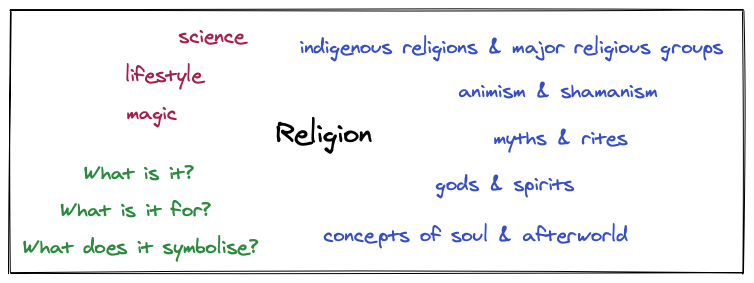 science
lifestyle
magic
What is it?
What is it for?
What does it symbolise?
Religion
indigenous religions & major religious groups
animism & shamanism
myths & rites
gods & spirits
concepts of soul & afterworld